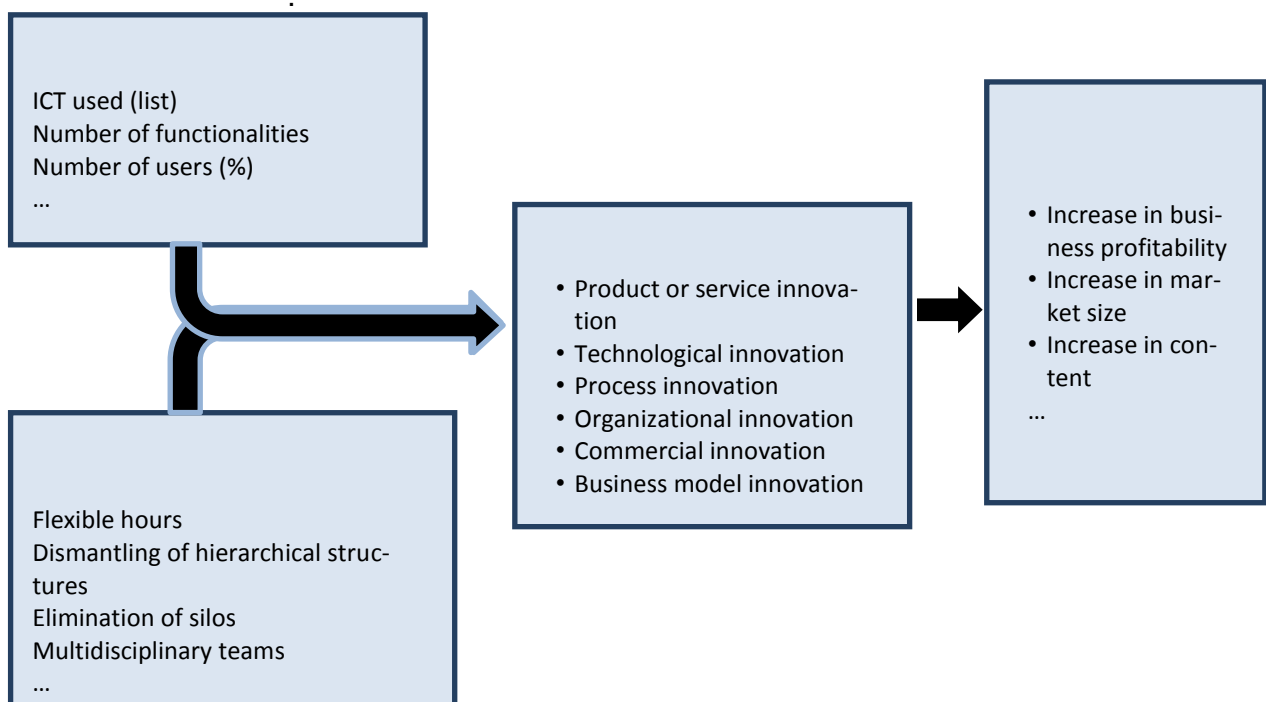 ICT used (list)
Number of functionalities
Number of users (%)
…
Flexible hours
Dismantling of hierarchical struc-
tures
Elimination of silos
Multidisciplinary teams
…
• Product or service innova-
tion
• Technological innovation
• Process innovation
• Organizational innovation
• Commercial innovation
• Business model innovation
• Increase in busi-
ness profitability
• Increase in mar-
ket size
• Increase in con-
tent
…